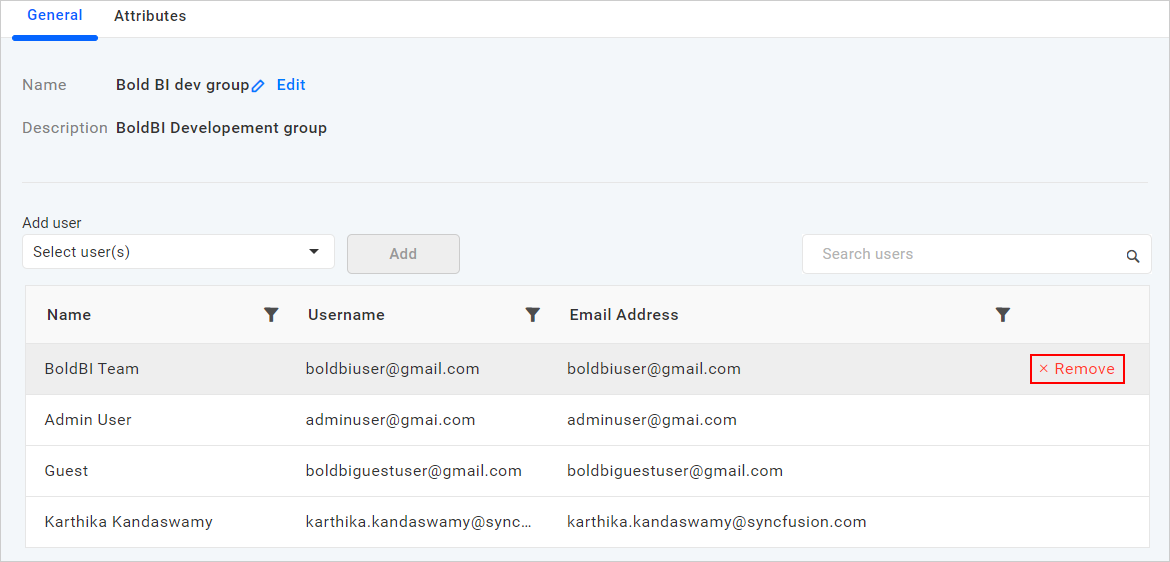 General Attributes
Name Bold BI dev group Edit
Description BoldBI Developement group
Add user
Select user(s) Add Search users
Name Username Email Address
BoldBI Team boldbiuser@gmail.com boldbiuser@gmail.com × Remove
Admin User adminuser@gmai.com adminuser@gmai.com
Guest boldbiguestuser@gmail.com boldbiguestuser@gmail.com
Karthika Kandaswamy karthika.kandaswamy@sync... karthika.kandaswamy@syncfusion.com